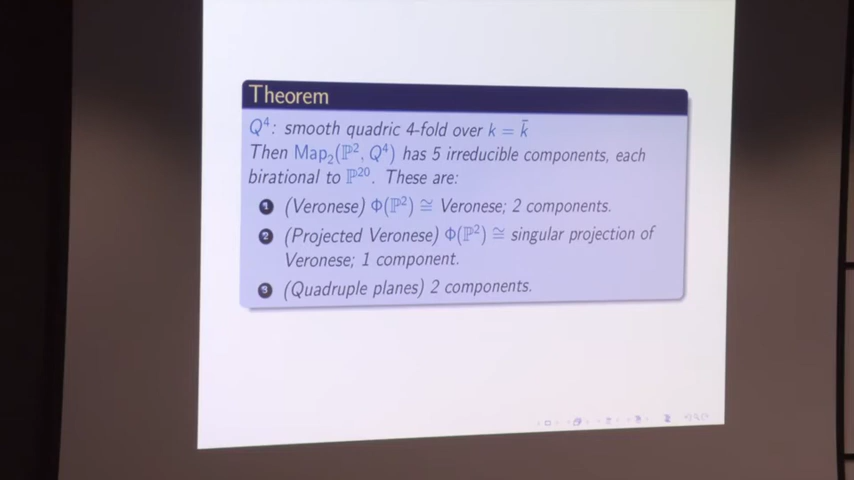 Theorem
Q⁴: smooth quadric 4-fold over k = k̄
Then Map₂(ℙ², Q⁴) has 5 irreducible components, each
birational to ℙ²⁰. These are:
1 (Veronese) Φ(ℙ²) ≅ Veronese; 2 components.
2 (Projected Veronese) Φ(ℙ²) ≅ singular projection of
Veronese; 1 component.
3 (Quadruple planes) 2 components.